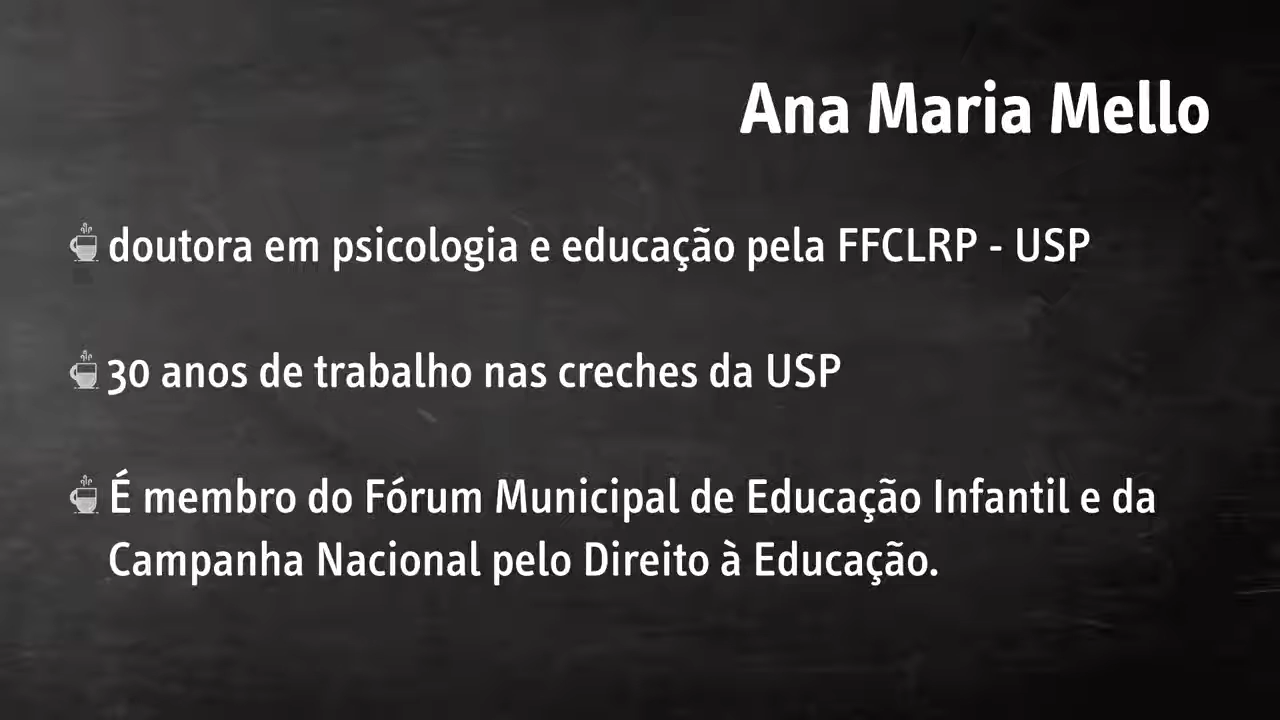 Ana Maria Mello
doutora em psicologia e educação pela FFCLRP - USP
30 anos de trabalho nas creches da USP
É membro do Fórum Municipal de Educação Infantil e da
Campanha Nacional pelo Direito à Educação.